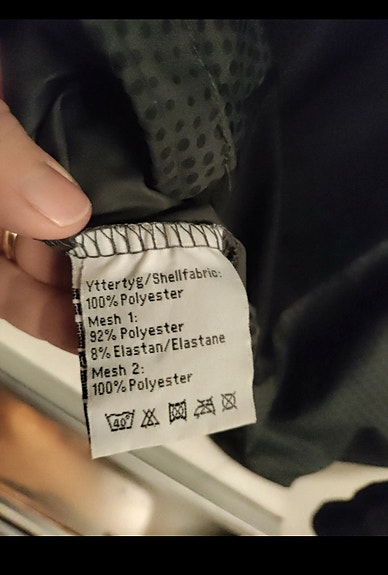 Yttertyg/Shellfabric:
100% Polyester
Mesh 1:
92% Polyester
8% Elastan/Elastane
Mesh 2:
100% Polyester
40°